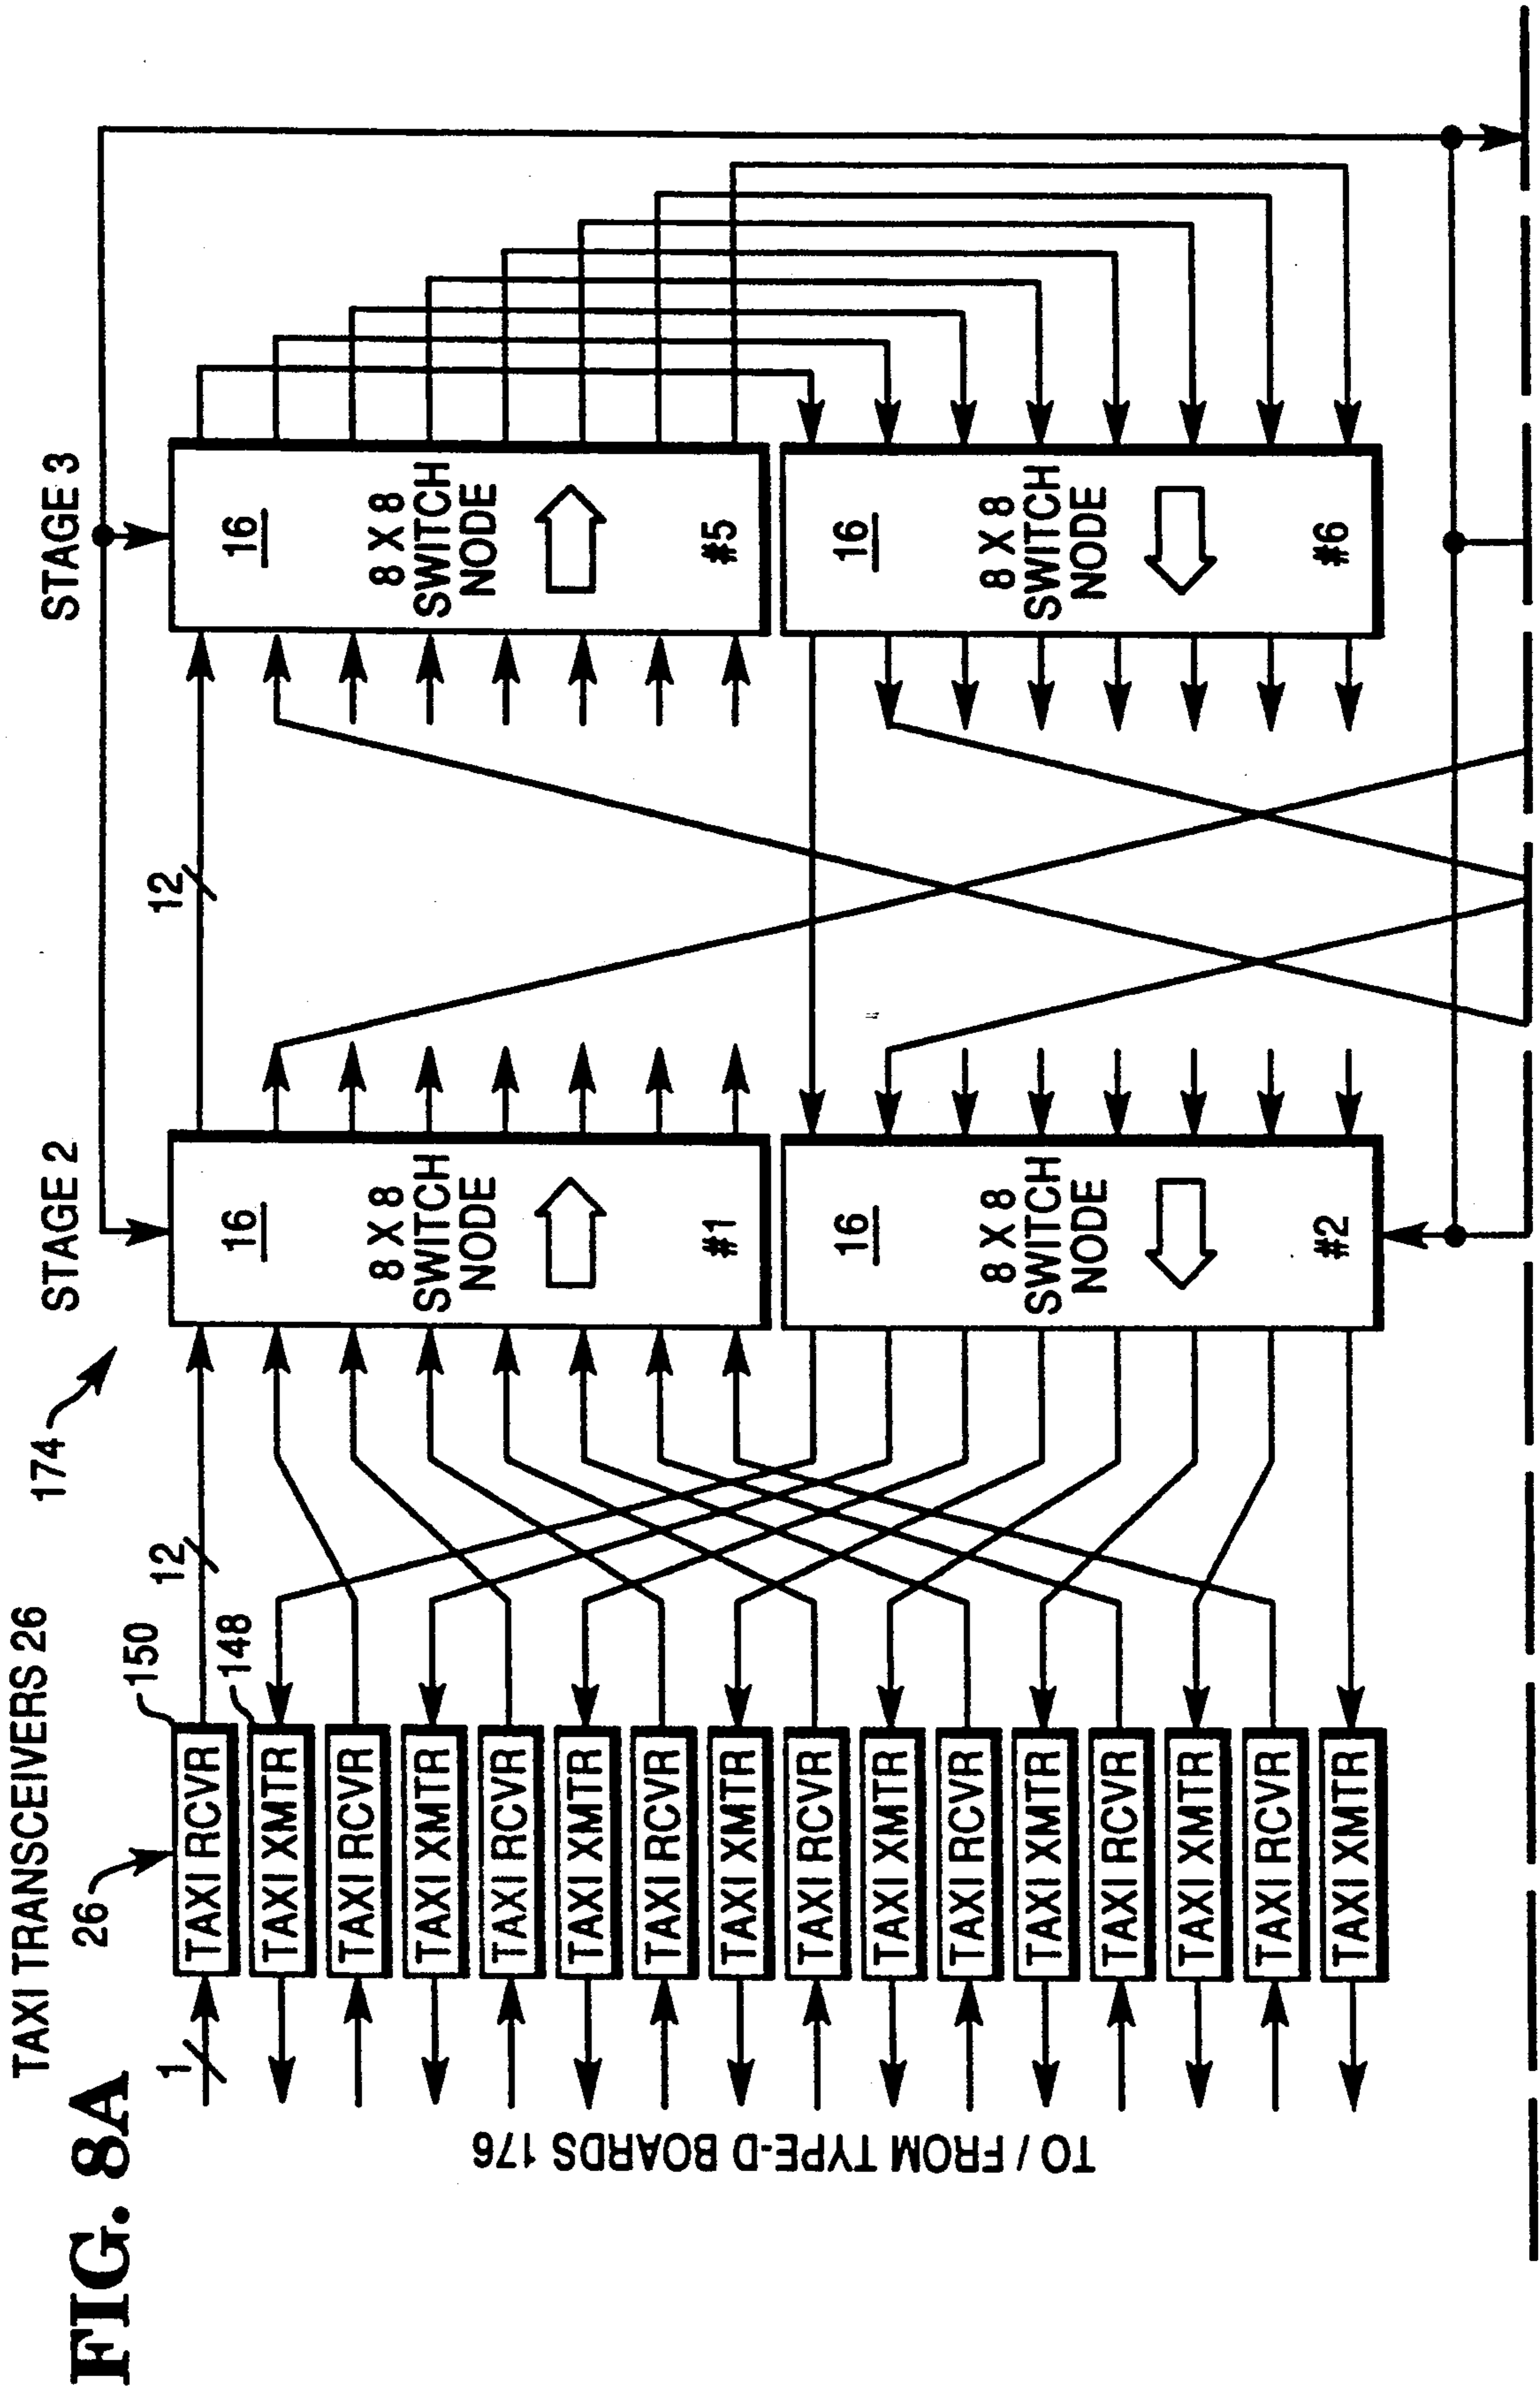 FIG. 8A
TAXI TRANSCEIVERS 26
174
STAGE 2
STAGE 3
26
150
148
1
12
12
TAXI RCVR
TAXI XMTR
TAXI RCVR
TAXI XMTR
TAXI RCVR
TAXI XMTR
TAXI RCVR
TAXI XMTR
TAXI RCVR
TAXI XMTR
TAXI RCVR
TAXI XMTR
TAXI RCVR
TAXI XMTR
TAXI RCVR
TAXI XMTR
TO / FROM TYPE-D BOARDS 176
16
8 X 8
SWITCH
NODE
#1
16
8 X 8
SWITCH
NODE
#2
16
8 X 8
SWITCH
NODE
#5
16
8 X 8
SWITCH
NODE
#6